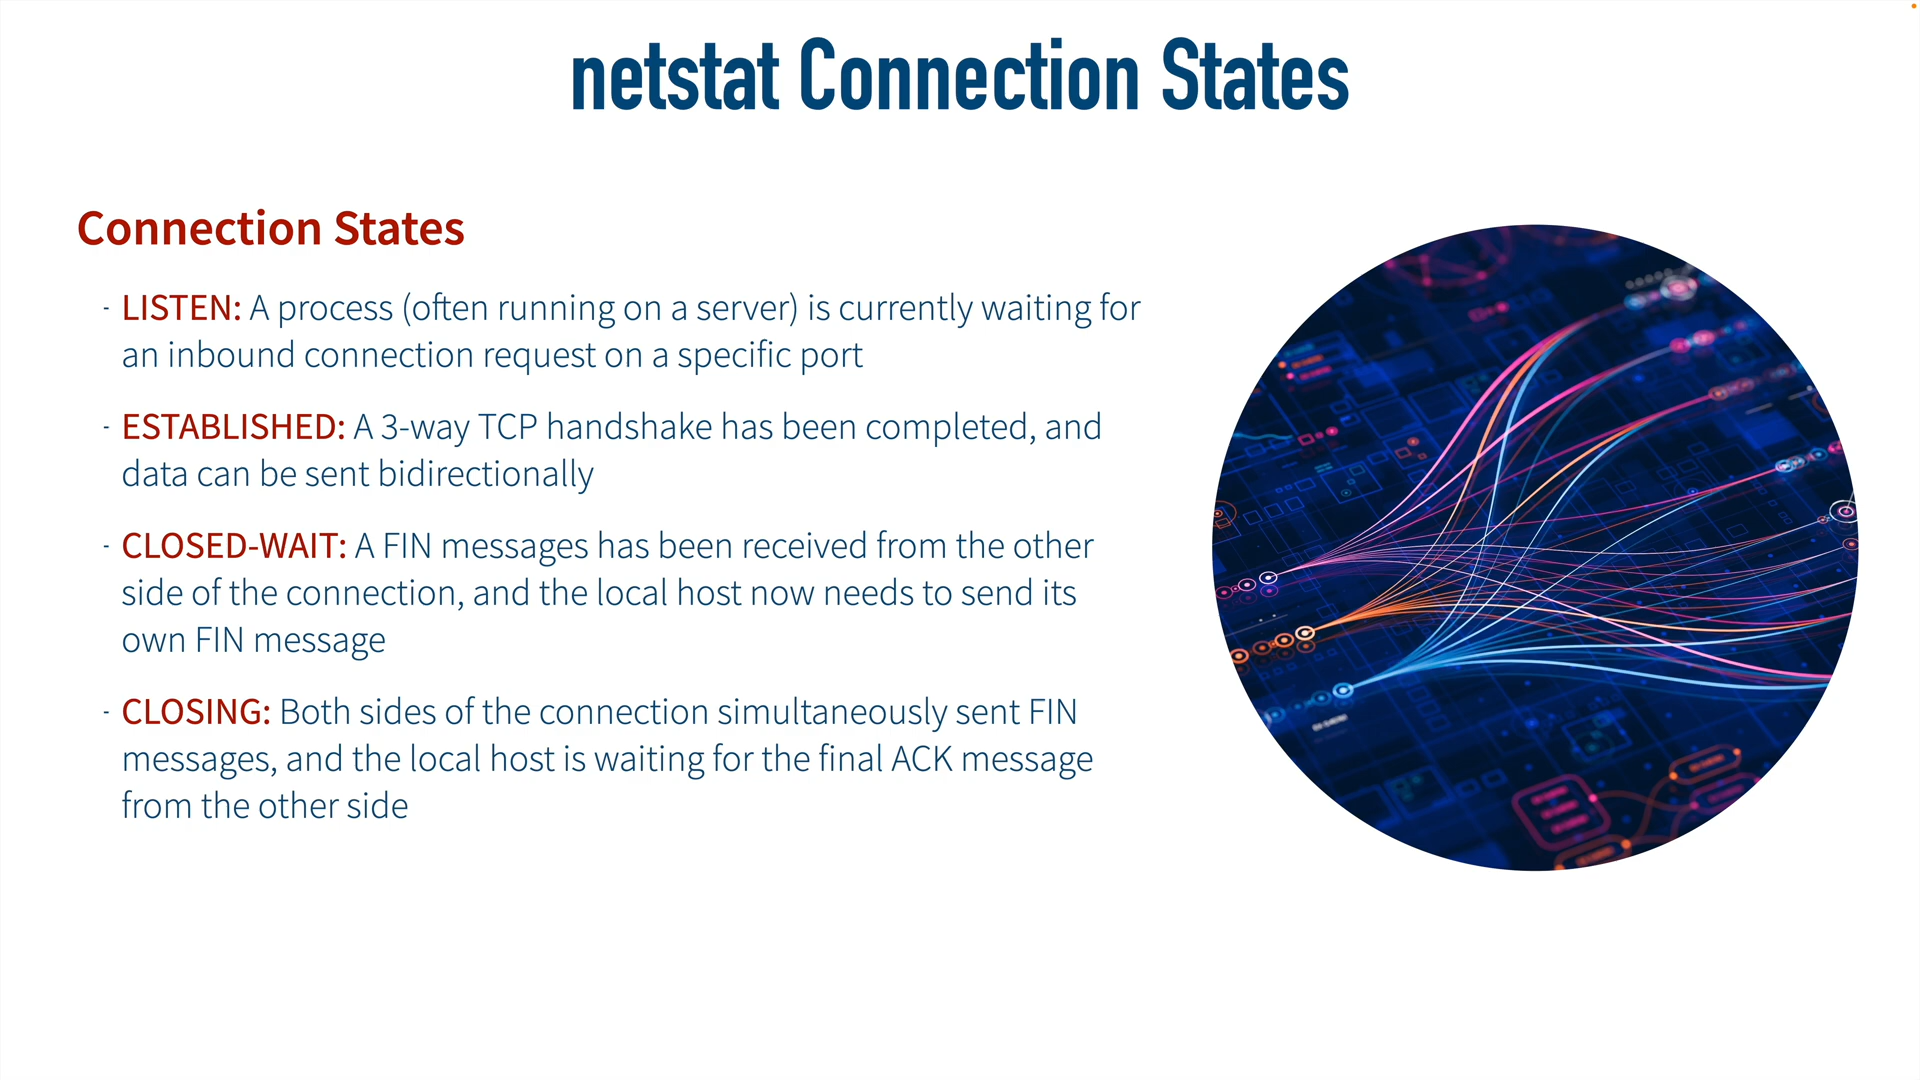 netstat Connection States
Connection States
- LISTEN: A process (often running on a server) is currently waiting for
an inbound connection request on a specific port
- ESTABLISHED: A 3-way TCP handshake has been completed, and
data can be sent bidirectionally
- CLOSED-WAIT: A FIN messages has been received from the other
side of the connection, and the local host now needs to send its
own FIN message
- CLOSING: Both sides of the connection simultaneously sent FIN
messages, and the local host is waiting for the final ACK message
from the other side